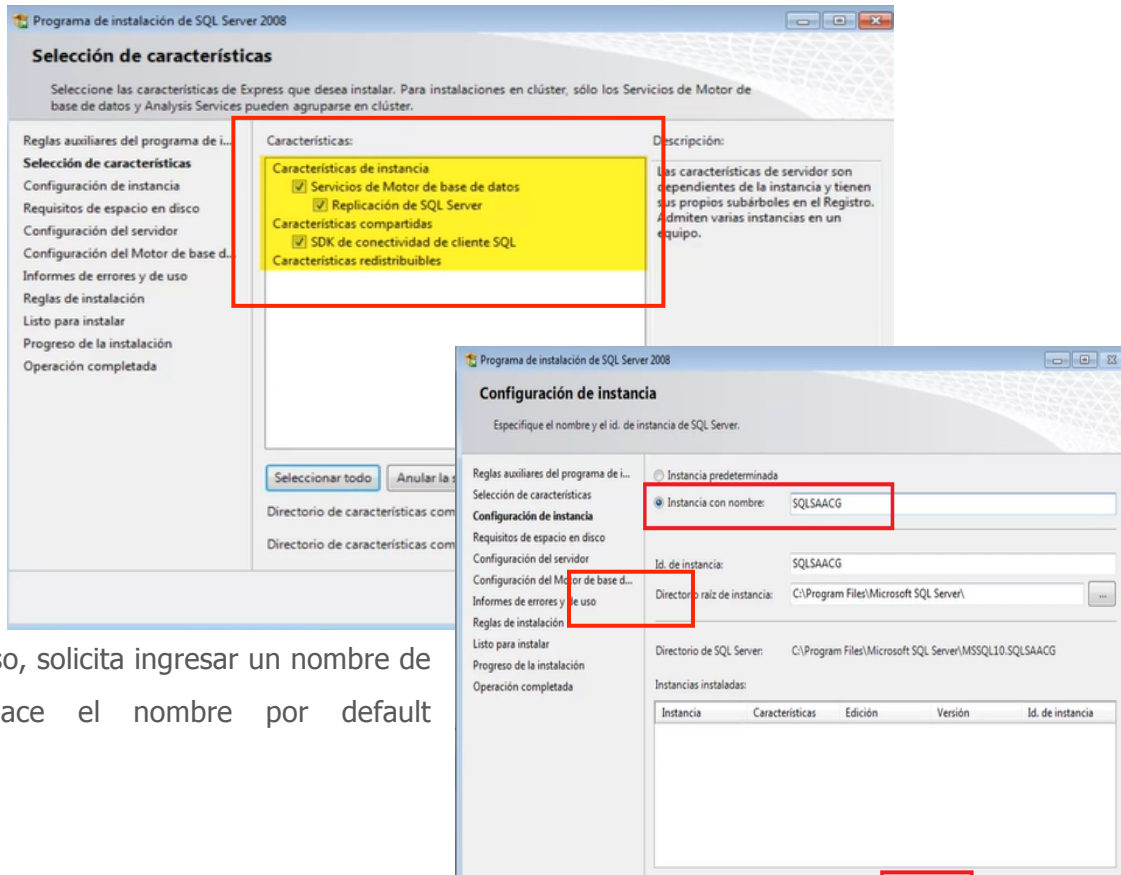 Programa de instalación de SQL Server 2008
Selección de características
Seleccione las características de Express que desea instalar. Para instalaciones en clúster, sólo los Servicios de Motor de
base de datos y Analysis Services pueden agruparse en clúster.
Reglas auxiliares del programa de i...
Selección de características
Configuración de instancia
Requisitos de espacio en disco
Configuración del servidor
Configuración del Motor de base d...
Informes de errores y de uso
Reglas de instalación
Listo para instalar
Progreso de la instalación
Operación completada
Características:
Características de instancia
Servicios de Motor de base de datos
Replicación de SQL Server
Características compartidas
SDK de conectividad de cliente SQL
Características redistribuibles
Descripción:
Las características de servidor son
dependientes de la instancia y tienen
sus propios subárboles en el Registro.
Admiten varias instancias en un
equipo.
Seleccionar todo
Anular la
Directorio de características com
Directorio de características com
Programa de instalación de SQL Server 2008
Configuración de instancia
Especifique el nombre y el id. de instancia de SQL Server.
Reglas auxiliares del programa de i...
Selección de características
Configuración de instancia
Requisitos de espacio en disco
Configuración del servidor
Configuración del Motor de base d...
Informes de errores y de uso
Reglas de instalación
Listo para instalar
Progreso de la instalación
Operación completada
Instancia predeterminada
Instancia con nombre: SQLSAACG
Id. de instancia: SQLSAACG
Directorio raíz de instancia: C:\Program Files\Microsoft SQL Server\ ...
Directorio de SQL Server: C:\Program Files\Microsoft SQL Server\MSSQL10.SQLSAACG
Instancias instaladas:
Instancia Características Edición Versión Id. de instancia
so, solicita ingresar un nombre de
ace el nombre por default